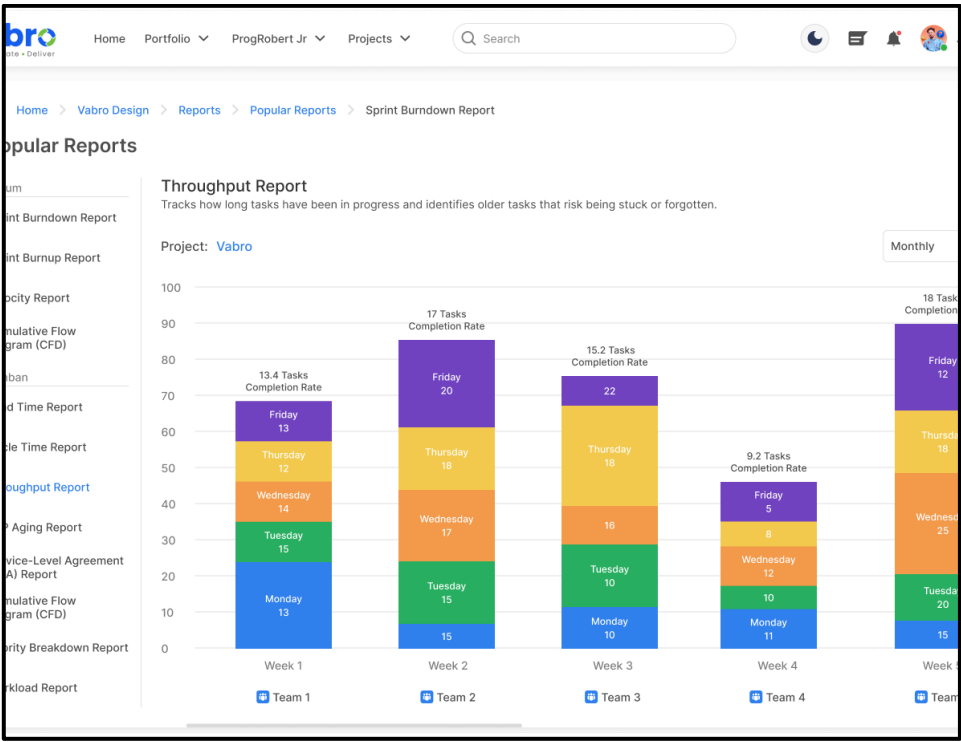 bro
ate • Deliver
Home
Portfolio
ProgRobert Jr
Projects
Search
Home
Vabro Design
Reports
Popular Reports
Sprint Burndown Report
opular Reports
um
int Burndown Report
int Burnup Report
ocity Report
mulative Flow
gram (CFD)
ban
d Time Report
cle Time Report
oughput Report
P Aging Report
vice-Level Agreement
A) Report
mulative Flow
gram (CFD)
ority Breakdown Report
rkload Report
Throughput Report
Tracks how long tasks have been in progress and identifies older tasks that risk being stuck or forgotten.
Project: Vabro
Monthly
100
90
80
70
60
50
40
30
20
10
0
13.4 Tasks
Completion Rate
Friday
13
Thursday
12
Wednesday
14
Tuesday
15
Monday
13
Week 1
Team 1
17 Tasks
Completion Rate
Friday
20
Thursday
18
Wednesday
17
Tuesday
15
15
Week 2
Team 2
15.2 Tasks
Completion Rate
22
Thursday
18
16
Tuesday
10
Monday
10
Week 3
Team 3
9.2 Tasks
Completion Rate
Friday
5
8
Wednesday
12
10
Monday
11
Week 4
Team 4
18 Task
Completion
Friday
12
Thursda
18
Wednesd
25
Tuesda
20
15
Week
Team